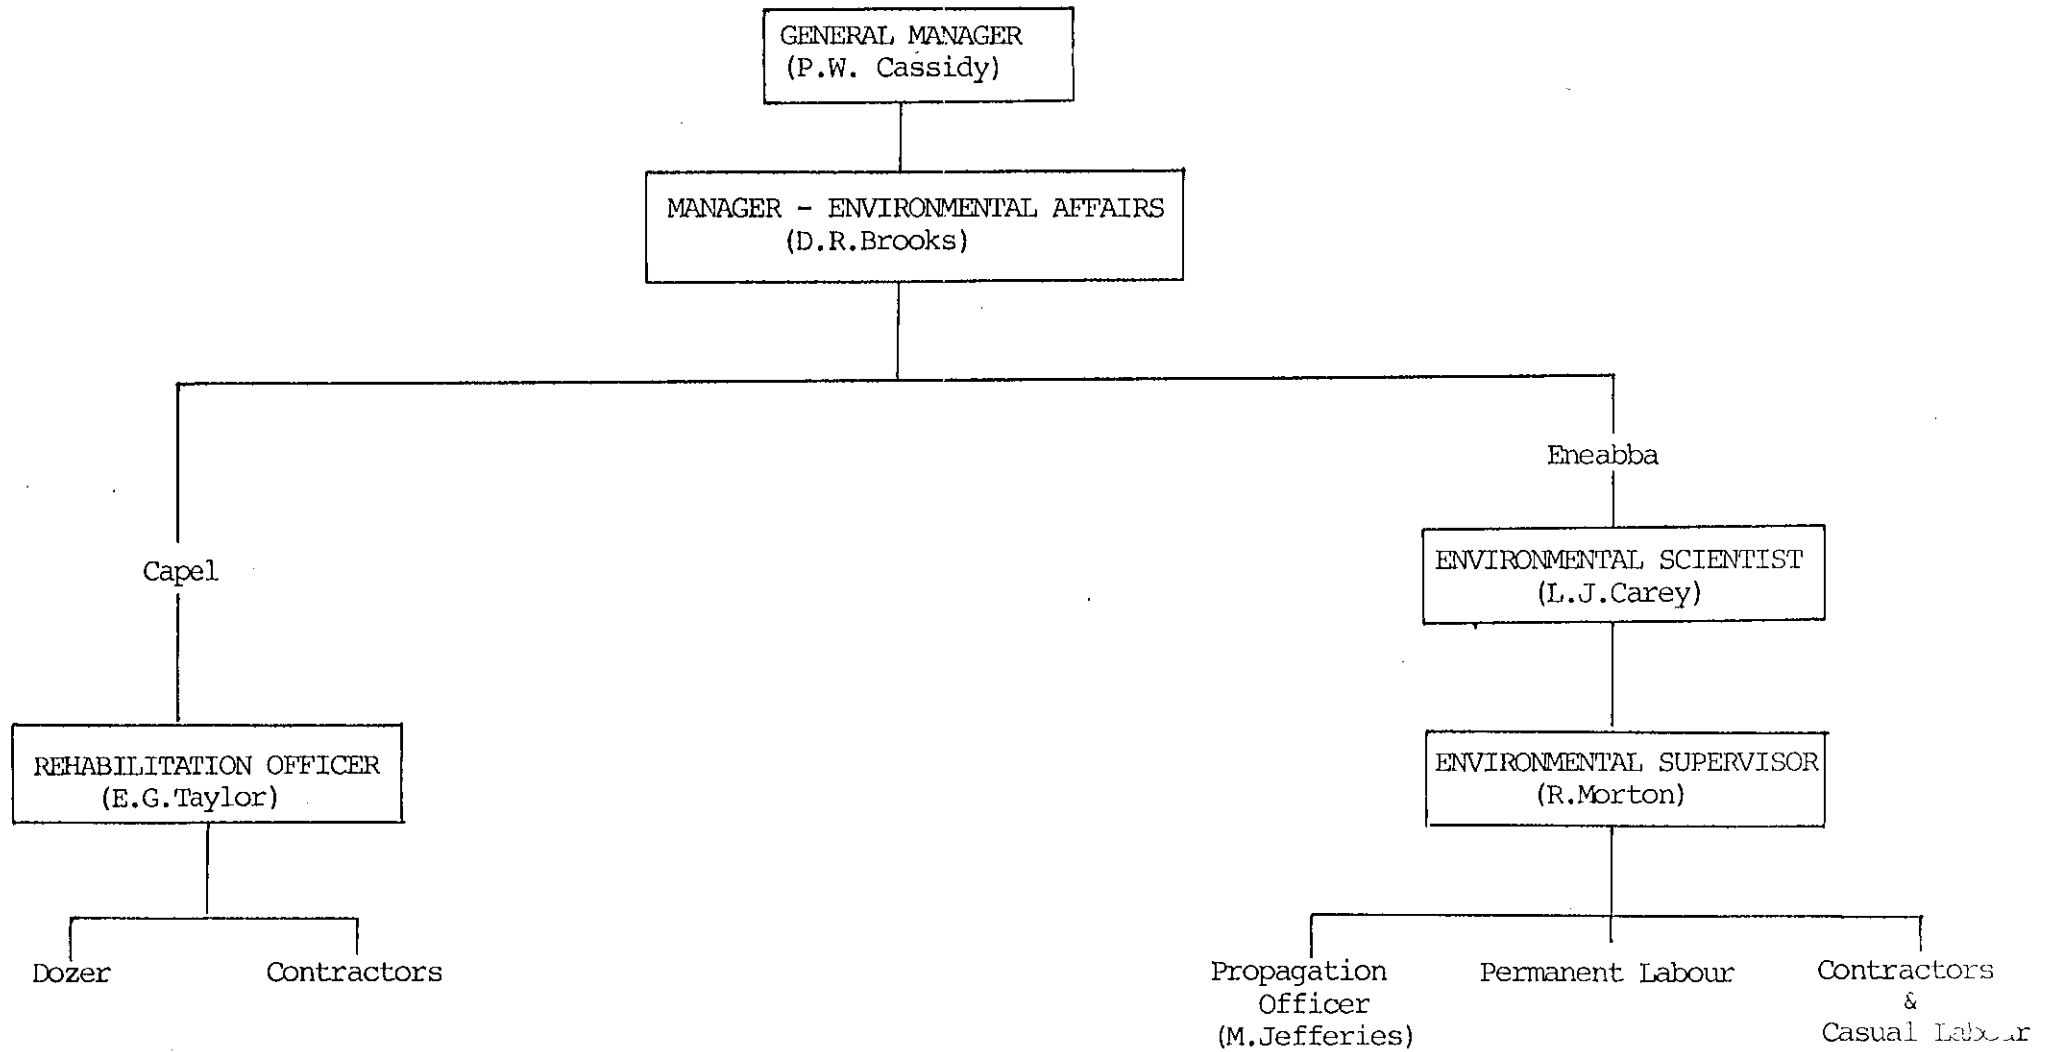 GENERAL MANAGER
(P.W. Cassidy)
MANAGER - ENVIRONMENTAL AFFAIRS
(D.R.Brooks)
Eneabba
Capel
ENVIRONMENTAL SCIENTIST
(L.J.Carey)
REHABILITATION OFFICER
(E.G.Taylor)
ENVIRONMENTAL SUPERVISOR
(R.Morton)
Dozer
Contractors
Propagation
Officer
(M.Jefferies)
Permanent Labour
Contractors
&
Casual Labour